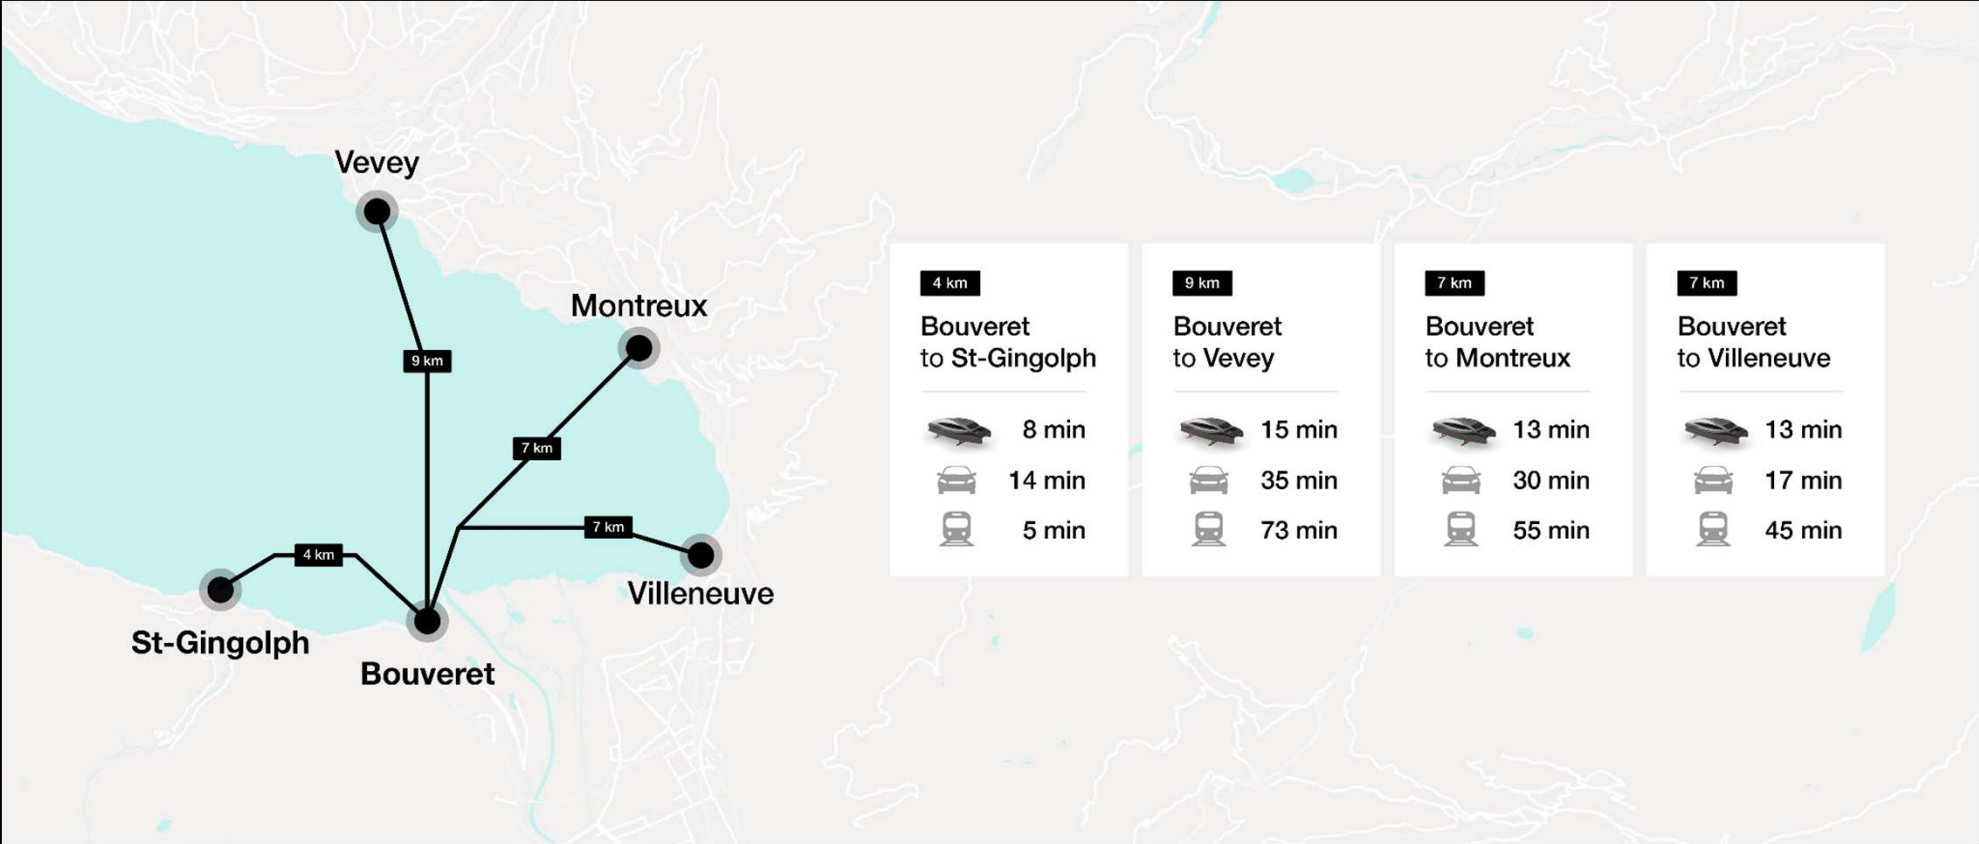 Vevey
Montreux
9 km
7 km
7 km
4 km
Villeneuve
St-Gingolph
Bouveret
4 km
Bouveret
to St-Gingolph
8 min
14 min
5 min
9 km
Bouveret
to Vevey
15 min
35 min
73 min
7 km
Bouveret
to Montreux
13 min
30 min
55 min
7 km
Bouveret
to Villeneuve
13 min
17 min
45 min